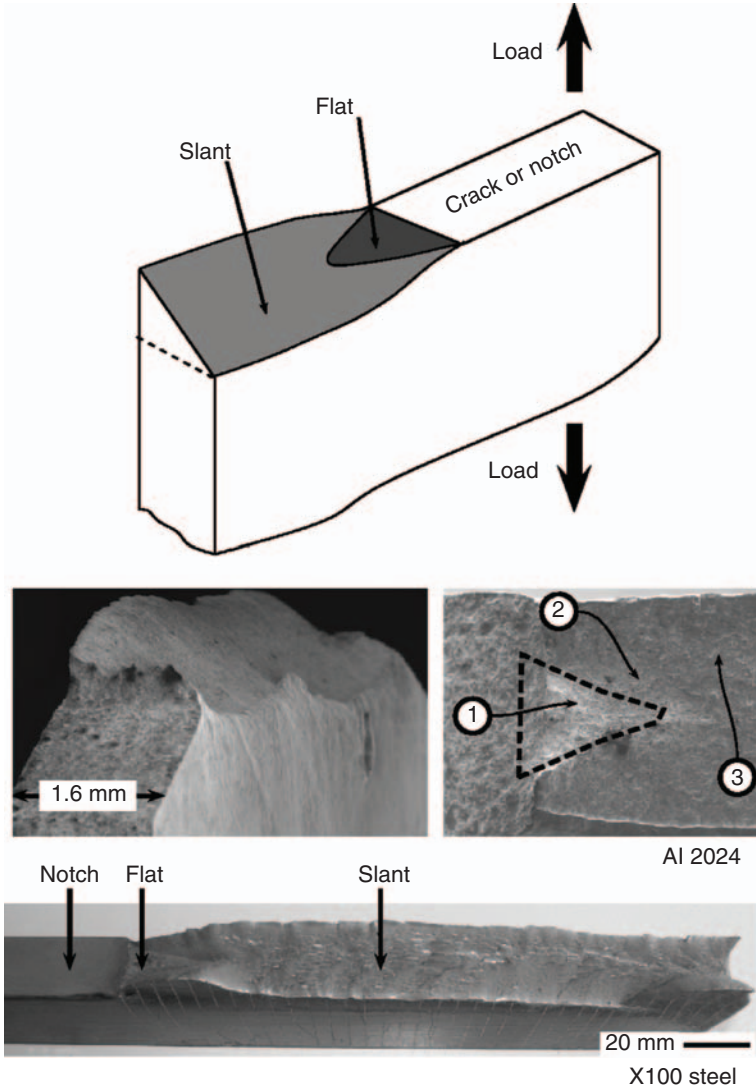 Load
Flat
Slant
Crack or notch
Load
1.6 mm
1
2
3
Al 2024
Notch
Flat
Slant
20 mm
X100 steel